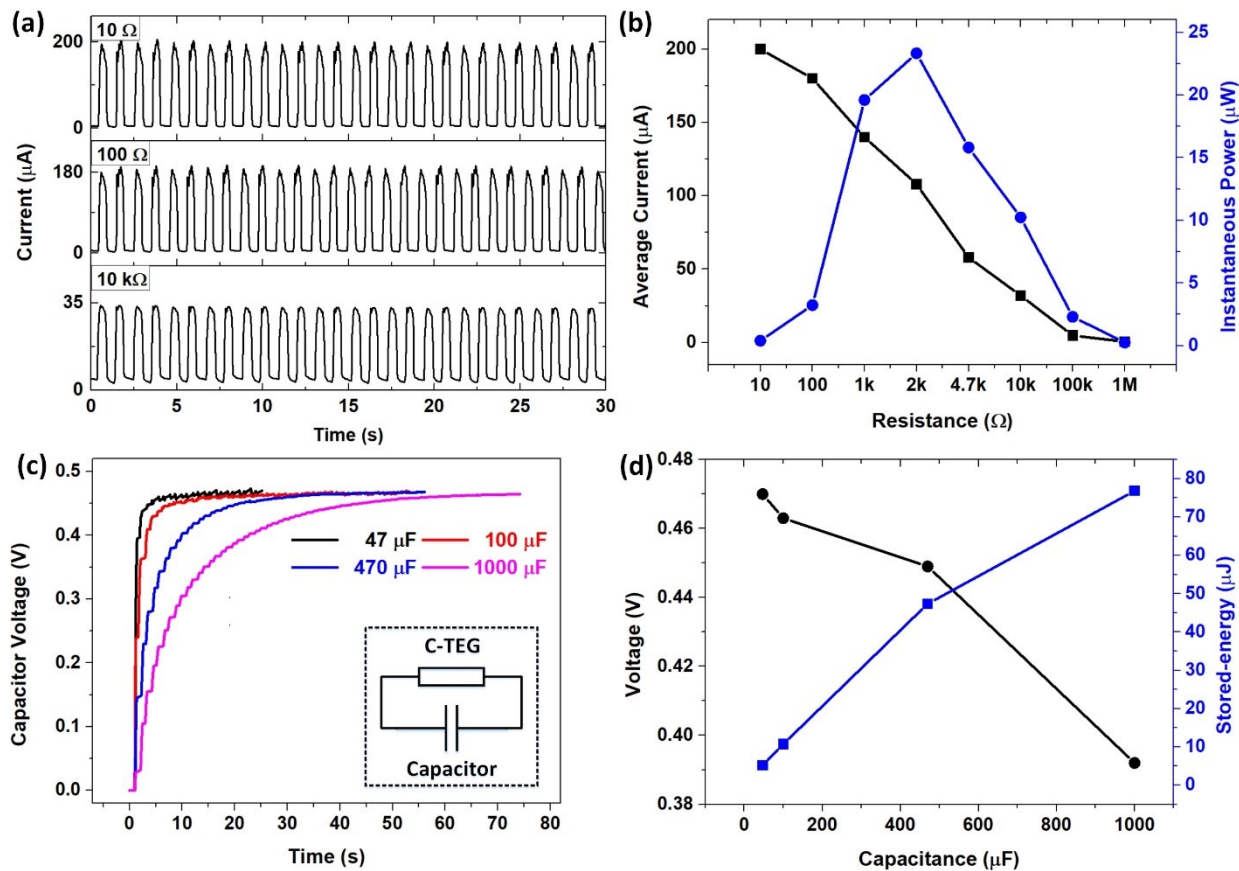 (a)
10 Ω
200
0
100 Ω
180
0
10 kΩ
35
0
Current (μA)
0 5 10 15 20 25 30
Time (s)
(b)
200
150
100
50
0
Average Current (μA)
25
20
15
10
5
0
Instantaneous Power (μW)
10 100 1k 2k 4.7k 10k 100k 1M
Resistance (Ω)
(c)
0.5
0.4
0.3
0.2
0.1
0.0
Capacitor Voltage (V)
47 μF 100 μF
470 μF 1000 μF
C-TEG
Capacitor
0 10 20 30 40 50 60 70 80
Time (s)
(d)
0.48
0.46
0.44
0.42
0.40
0.38
Voltage (V)
80
70
60
50
40
30
20
10
0
Stored-energy (μJ)
0 200 400 600 800 1000
Capacitance (μF)